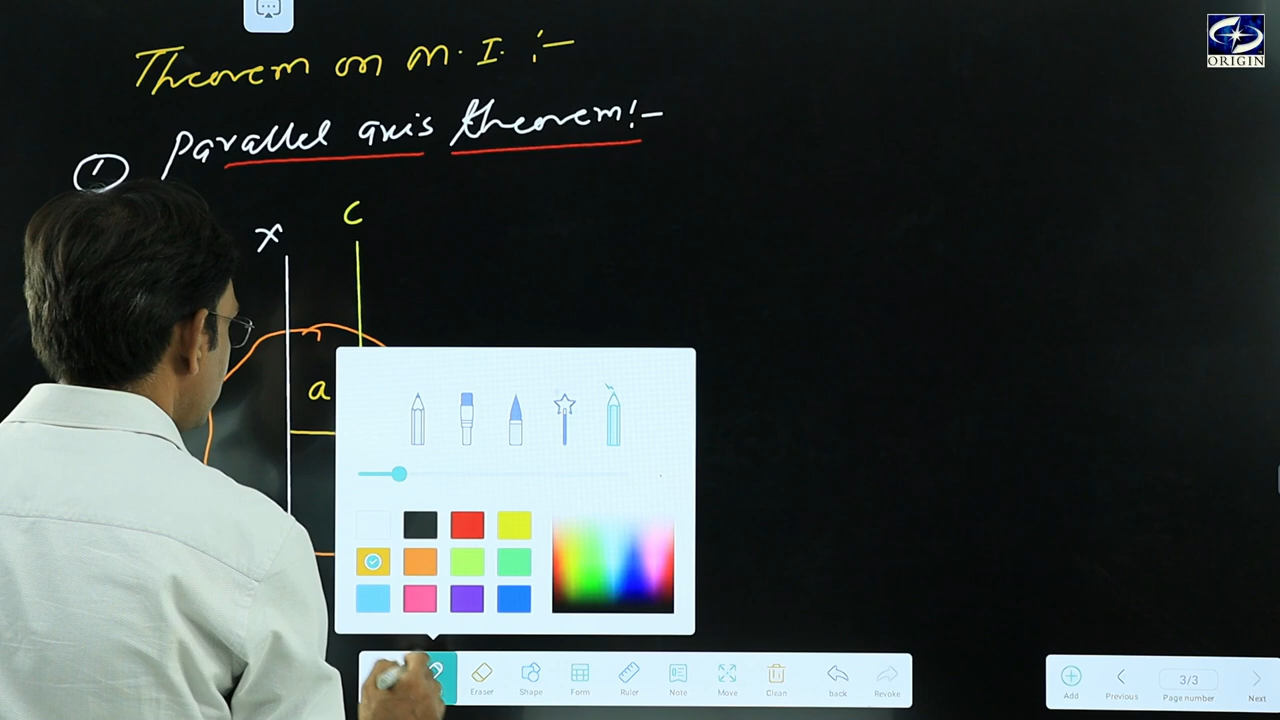 Theorem on M.I. :-
① Parallel axis theorem :-
X
C
a
Eraser Shape Form Ruler Note Move Clean back Revoke
Add Previous 3/3 Page number Next
ORIGIN